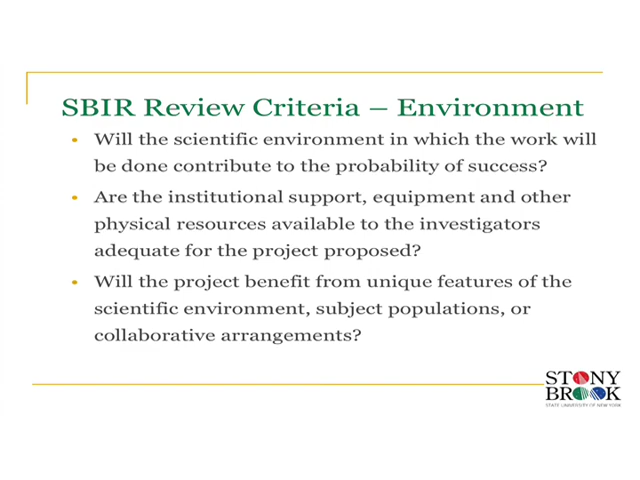 SBIR Review Criteria – Environment
• Will the scientific environment in which the work will
be done contribute to the probability of success?
• Are the institutional support, equipment and other
physical resources available to the investigators
adequate for the project proposed?
• Will the project benefit from unique features of the
scientific environment, subject populations, or
collaborative arrangements?
STONY
BROOK
STATE UNIVERSITY OF NEW YORK